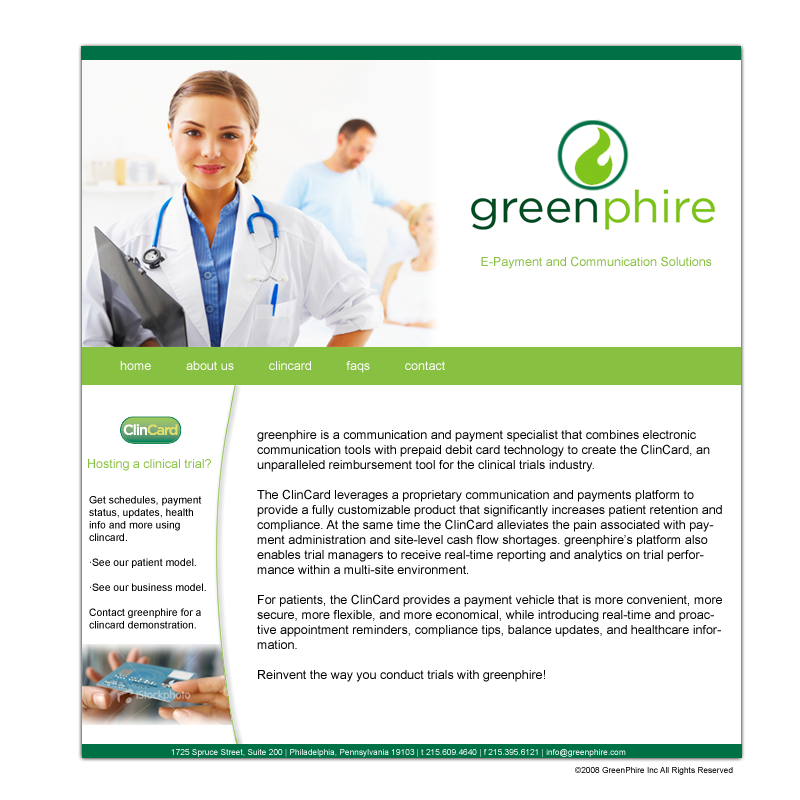 greenphire
E-Payment and Communication Solutions
home about us clincard faqs contact
ClinCard
Hosting a clinical trial?
Get schedules, payment
status, updates, health
info and more using
clincard.
·See our patient model.
·See our business model.
Contact greenphire for a
clincard demonstration.
iStockphoto
greenphire is a communication and payment specialist that combines electronic
communication tools with prepaid debit card technology to create the ClinCard, an
unparalleled reimbursement tool for the clinical trials industry.
The ClinCard leverages a proprietary communication and payments platform to
provide a fully customizable product that significantly increases patient retention and
compliance. At the same time the ClinCard alleviates the pain associated with pay-
ment administration and site-level cash flow shortages. greenphire's platform also
enables trial managers to receive real-time reporting and analytics on trial perfor-
mance within a multi-site environment.
For patients, the ClinCard provides a payment vehicle that is more convenient, more
secure, more flexible, and more economical, while introducing real-time and proac-
tive appointment reminders, compliance tips, balance updates, and healthcare infor-
mation.
Reinvent the way you conduct trials with greenphire!
1725 Spruce Street, Suite 200 | Philadelphia, Pennsylvania 19103 | t 215.609.4640 | f 215.395.6121 | info@greenphire.com
©2008 GreenPhire Inc All Rights Reserved